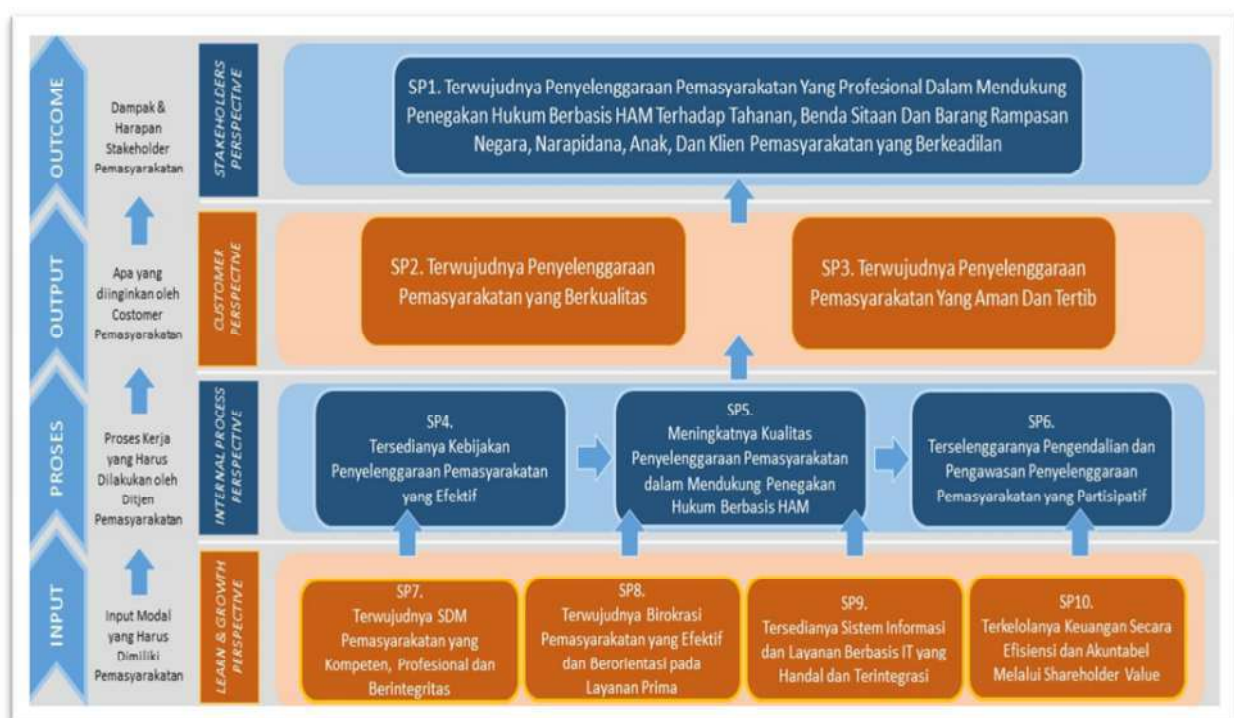 OUTCOME
Dampak &
Harapan
Stakeholder
Pemasyarakatan
STAKEHOLDERS
PERSPECTIVE
SP1. Terwujudnya Penyelenggaraan Pemasyarakatan Yang Profesional Dalam Mendukung
Penegakan Hukum Berbasis HAM Terhadap Tahanan, Benda Sitaan Dan Barang Rampasan
Negara, Narapidana, Anak, Dan Klien Pemasyarakatan yang Berkeadilan
OUTPUT
Apa yang
diinginkan oleh
Costomer
Pemasyarakatan
CUSTOMER
PERSPECTIVE
SP2. Terwujudnya Penyelenggaraan
Pemasyarakatan yang Berkualitas
SP3. Terwujudnya Penyelenggaraan
Pemasyarakatan Yang Aman Dan Tertib
PROSES
Proses Kerja
yang Harus
Dilakukan oleh
Ditjen
Pemasyarakatan
INTERNAL PROCESS
PERSPECTIVE
SP4.
Tersedianya Kebijakan
Penyelenggaraan Pemasyarakatan
yang Efektif
SP5.
Meningkatnya Kualitas
Penyelenggaraan Pemasyarakatan
dalam Mendukung Penegakan
Hukum Berbasis HAM
SP6.
Terselenggaranya Pengendalian dan
Pengawasan Penyelenggaraan
Pemasyarakatan yang Partisipatif
INPUT
Input Modal
yang Harus
Dimiliki
Pemasyarakatan
LEARN & GROWTH
PERSPECTIVE
SP7.
Terwujudnya SDM
Pemasyarakatan yang
Kompeten, Profesional dan
Berintegritas
SP8.
Terwujudnya Birokrasi
Pemasyarakatan yang Efektif
dan Berorientasi pada
Layanan Prima
SP9.
Tersedianya Sistem Informasi
dan Layanan Berbasis IT yang
Handal dan Terintegrasi
SP10.
Terkelolanya Keuangan Secara
Efisiensi dan Akuntabel
Melalui Shareholder Value